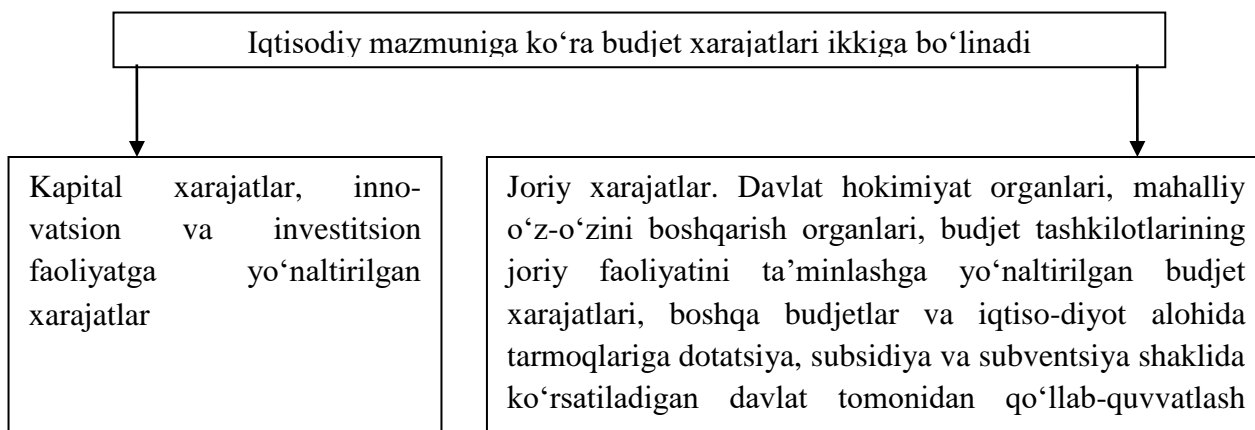 Iqtisodiy mazmuniga ko‘ra budjet xarajatlari ikkiga bo‘linadi
Kapital xarajatlar, inno-
vatsion va investitsion
faoliyatga yo‘naltirilgan
xarajatlar
Joriy xarajatlar. Davlat hokimiyat organlari, mahalliy
o‘z-o‘zini boshqarish organlari, budjet tashkilotlarining
joriy faoliyatini ta’minlashga yo‘naltirilgan budjet
xarajatlari, boshqa budjetlar va iqtiso-diyot alohida
tarmoqlariga dotatsiya, subsidiya va subventsiya shaklida
ko‘rsatiladigan davlat tomonidan qo‘llab-quvvatlash